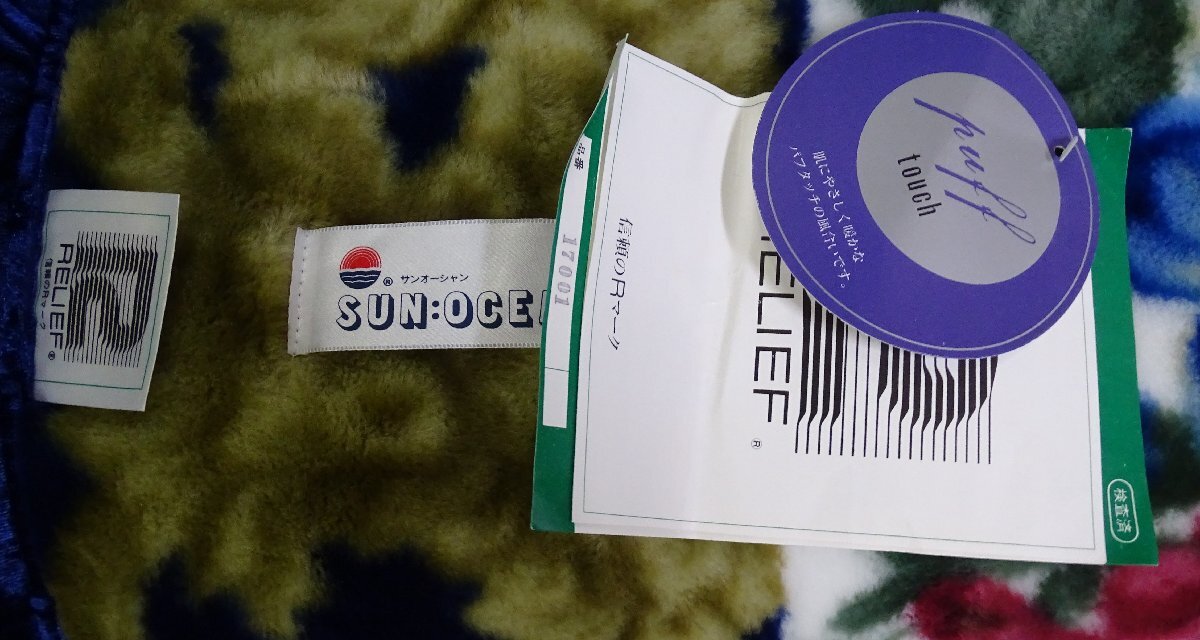 RELIEF
®
信頼のRマーク
®
サンオーシャン
SUN:OCE
品番
17001
信頼のRマーク
ELIEF
®
puff
touch
肌にやさしく暖かな
パフタッチの風合いです。
検査済